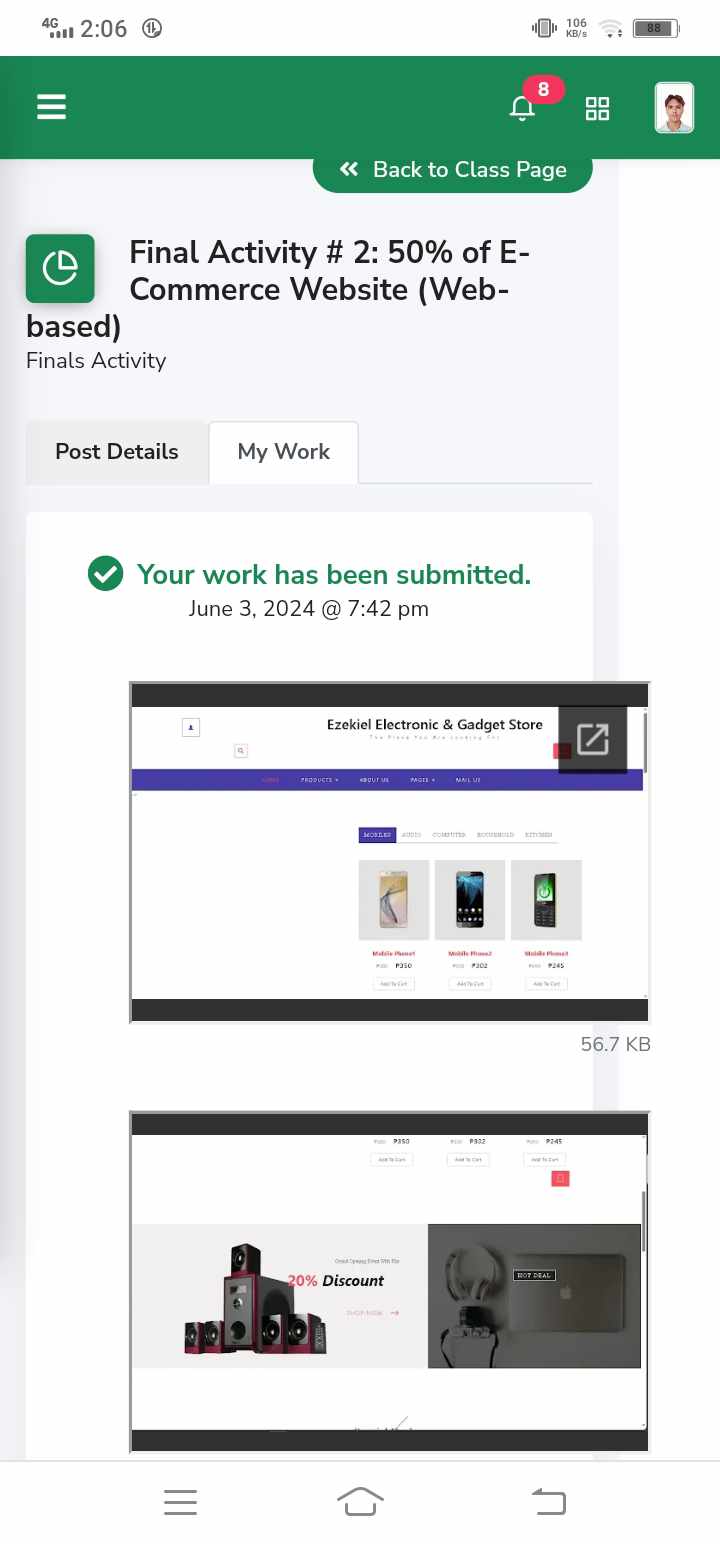 4G 2:06 106 KB/s 88
8
Back to Class Page
Final Activity # 2: 50% of E-
Commerce Website (Web-
based)
Finals Activity
Post Details My Work
Your work has been submitted.
June 3, 2024 @ 7:42 pm
Ezekiel Electronic & Gadget Store
The Place You Are Looking For
HOME PRODUCTS ABOUT US PAGES MAIL US
MOBILES AUDIO COMPUTER HOUSEHOLD KITCHEN
Mobile Phone1 Mobile Phone2 Mobile Phone3
₱350 ₱302 ₱245
Add To Cart Add To Cart Add To Cart
56.7 KB
₱350 ₱302 ₱245
Add To Cart Add To Cart Add To Cart
20% Discount
HOT DEAL
SHOP NOW